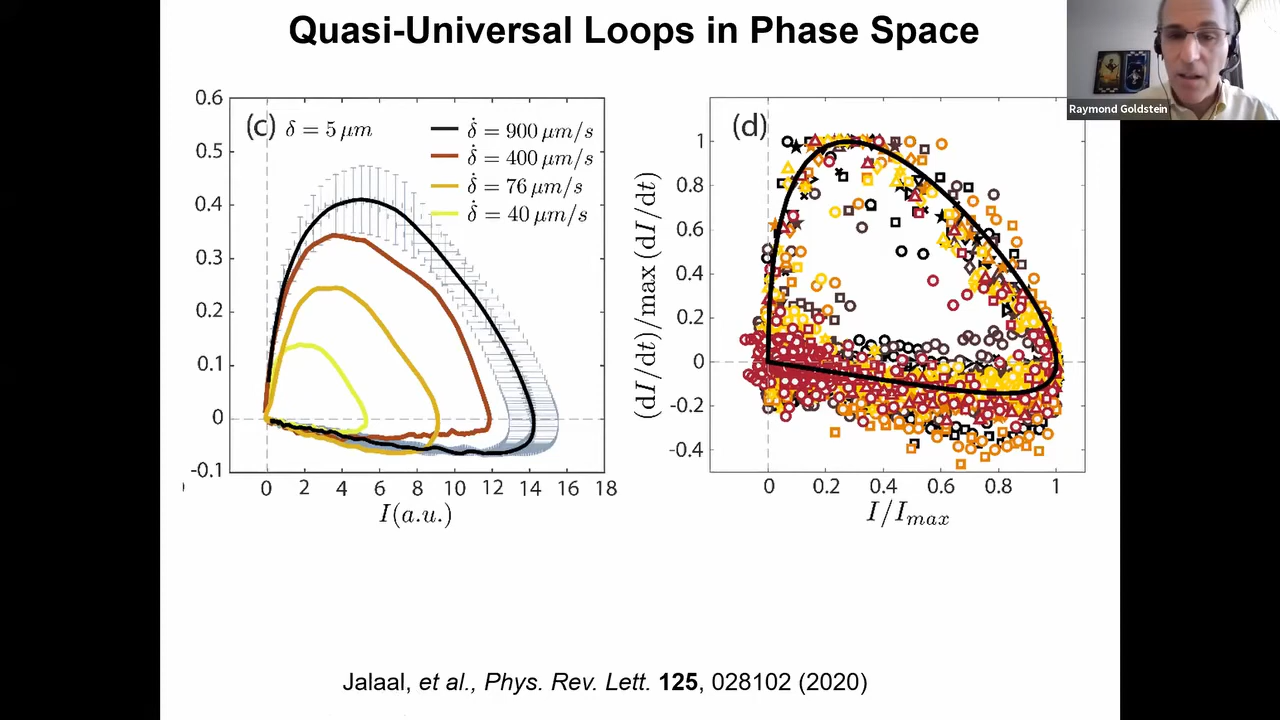 Quasi-Universal Loops in Phase Space
Raymond Goldstein
(c) δ = 5 μm
δ̇ = 900 μm/s
δ̇ = 400 μm/s
δ̇ = 76 μm/s
δ̇ = 40 μm/s
0.6
0.5
0.4
0.3
0.2
0.1
0
-0.1
0 2 4 6 8 10 12 14 16 18
I(a.u.)
(d)
(dI/dt)/max (dI/dt)
1
0.8
0.6
0.4
0.2
0
-0.2
-0.4
0 0.2 0.4 0.6 0.8 1
I/Imax
Jalaal, et al., Phys. Rev. Lett. 125, 028102 (2020)